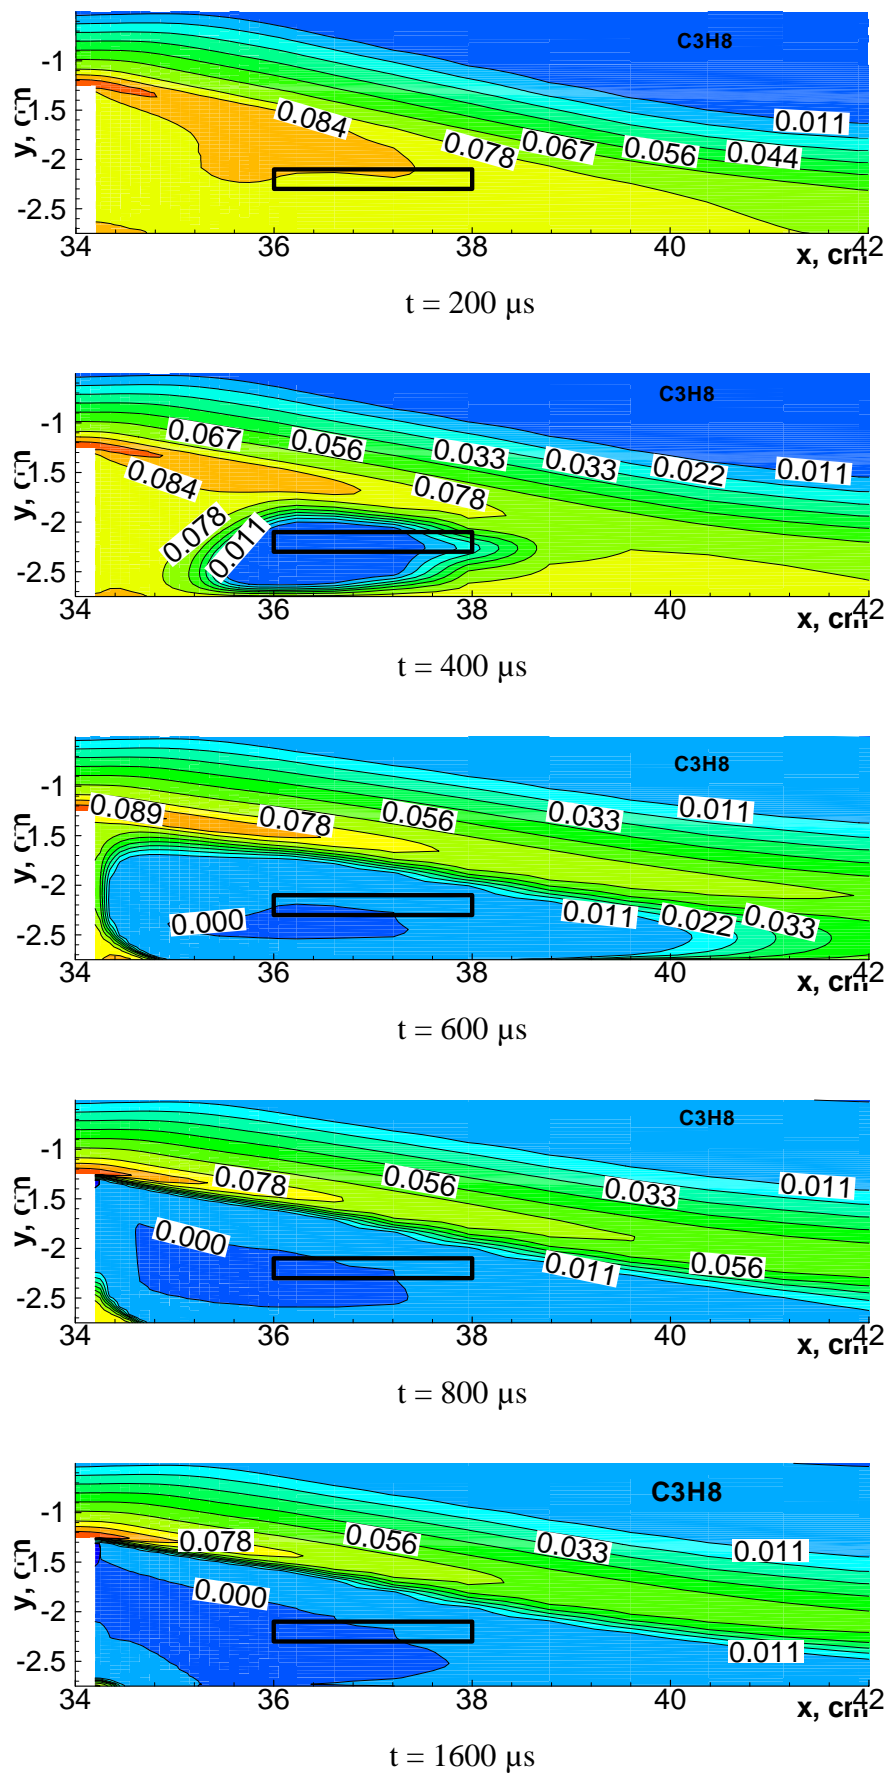 C3H8
-1
0.011
0.084
-1.5
0.067
0.056
0.044
0.078
-2
-2.5
34 36 38 40 42
x, cm
y, cm
t = 200 µs
C3H8
-1
0.067
0.056
0.033
0.033
0.022
0.011
-1.5
0.084
0.078
-2
0.078
0.011
-2.5
34 36 38 40 42
x, cm
y, cm
t = 400 µs
C3H8
-1
0.089
0.078
0.056
0.033
0.011
-1.5
-2
0.000
0.011
0.022
0.033
-2.5
34 36 38 40 42
x, cm
y, cm
t = 600 µs
C3H8
-1
0.078
0.056
0.033
0.011
-1.5
0.000
-2
0.011
0.056
-2.5
34 36 38 40 42
x, cm
y, cm
t = 800 µs
C3H8
-1
0.078
0.056
0.033
0.011
-1.5
0.000
-2
0.011
-2.5
34 36 38 40 42
x, cm
y, cm
t = 1600 µs